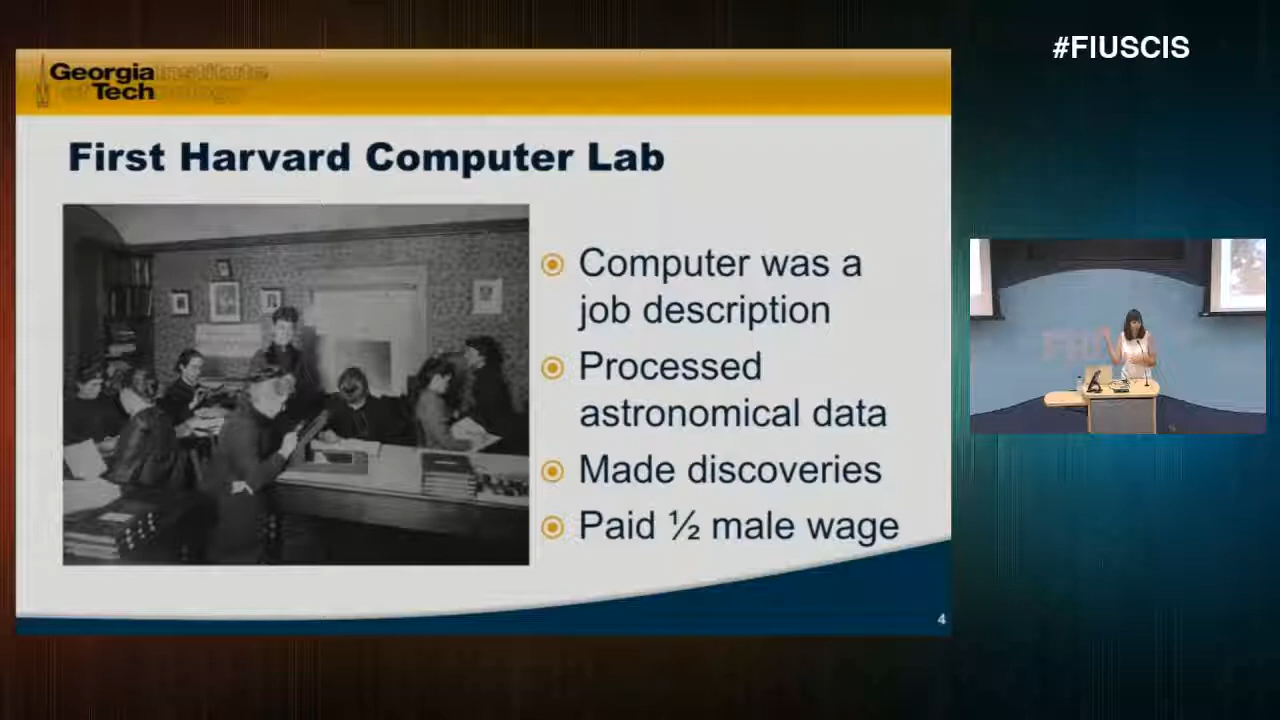 #FIUSCIS
Georgia Institute
of Technology
First Harvard Computer Lab
Computer was a
job description
Processed
astronomical data
Made discoveries
Paid ½ male wage
4
FIU